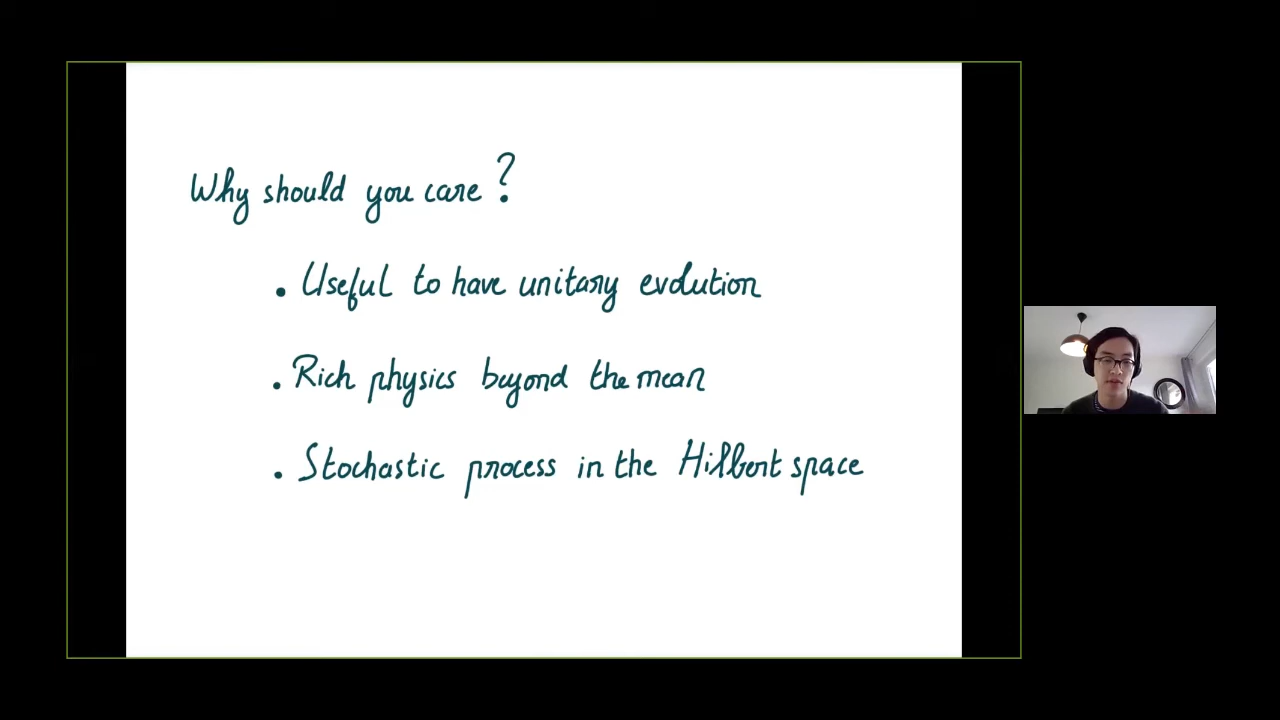 Why should you care?
. Useful to have unitary evolution
. Rich physics beyond the mean
. Stochastic process in the Hilbert space